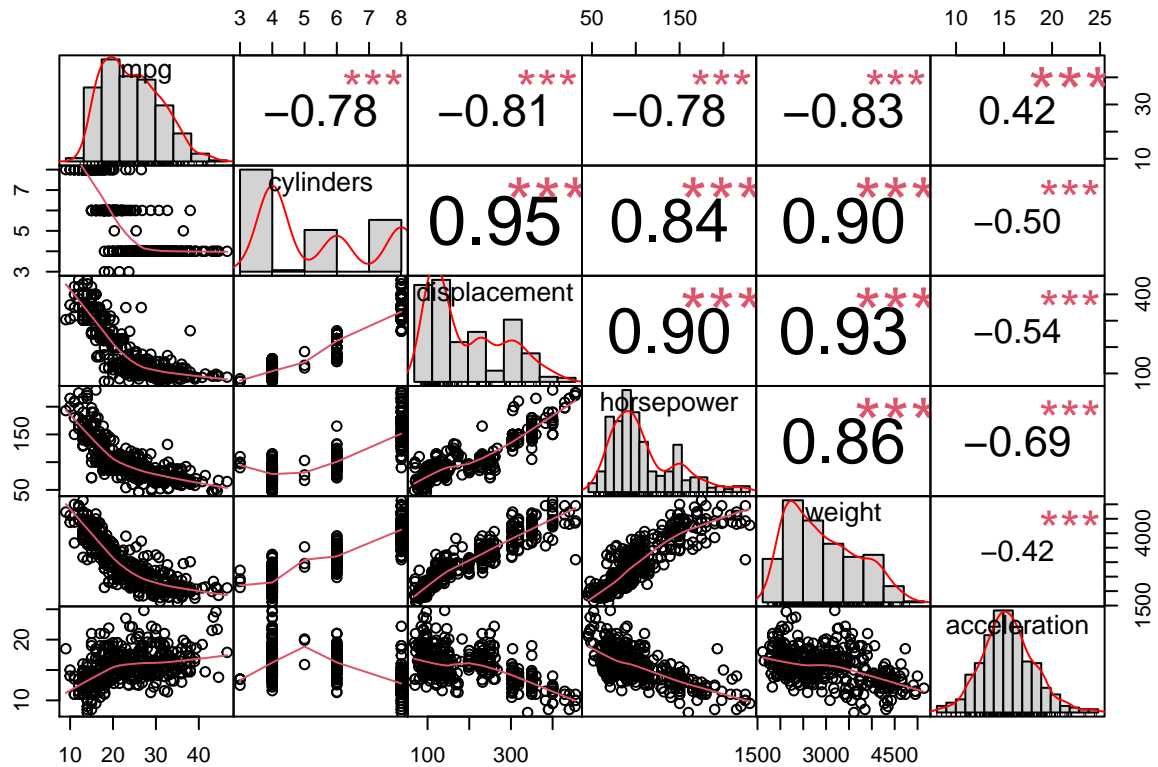 3 4 5 6 7 8 50 150 10 15 20 25
mpg *** *** *** *** ***
−0.78 −0.81 −0.78 −0.83 0.42 10 30
3 5 7 cylinders *** *** *** ***
0.95 0.84 0.90 −0.50
displacement *** *** ***
0.90 0.93 −0.54 100 400
50 150 horsepower *** ***
0.86 −0.69
weight ***
−0.42 1500 4000
10 20 acceleration
10 20 30 40 100 300 1500 3000 4500